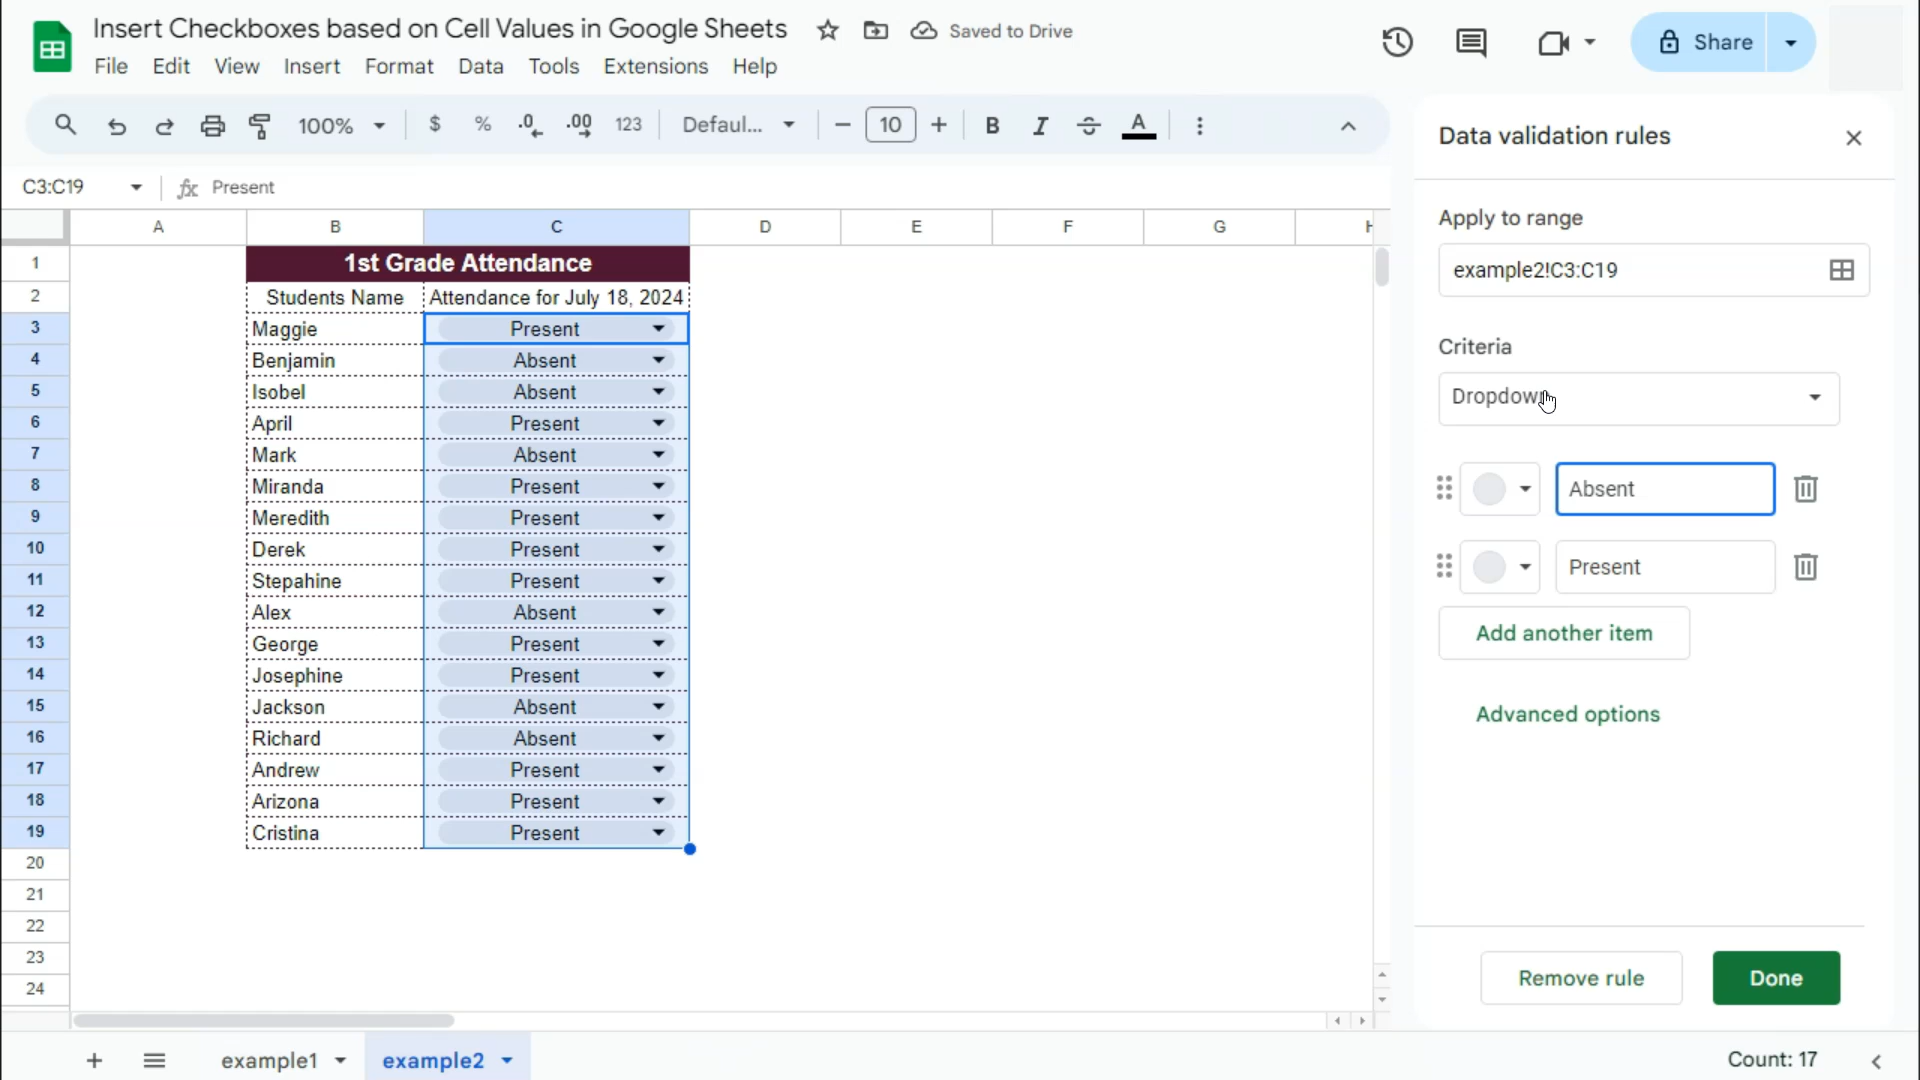 Insert Checkboxes based on Cell Values in Google Sheets Saved to Drive
File Edit View Insert Format Data Tools Extensions Help
Share
100% $ % .0 .00 123 Defaul... 10 B I S A
C3:C19 fx Present
A B C D E F G H
1 1st Grade Attendance
2 Students Name Attendance for July 18, 2024
3 Maggie Present
4 Benjamin Absent
5 Isobel Absent
6 April Present
7 Mark Absent
8 Miranda Present
9 Meredith Present
10 Derek Present
11 Stepahine Present
12 Alex Absent
13 George Present
14 Josephine Present
15 Jackson Absent
16 Richard Absent
17 Andrew Present
18 Arizona Present
19 Cristina Present
20
21
22
23
24
example1 example2
Count: 17
Data validation rules
Apply to range
example2!C3:C19
Criteria
Dropdown
Absent
Present
Add another item
Advanced options
Remove rule Done